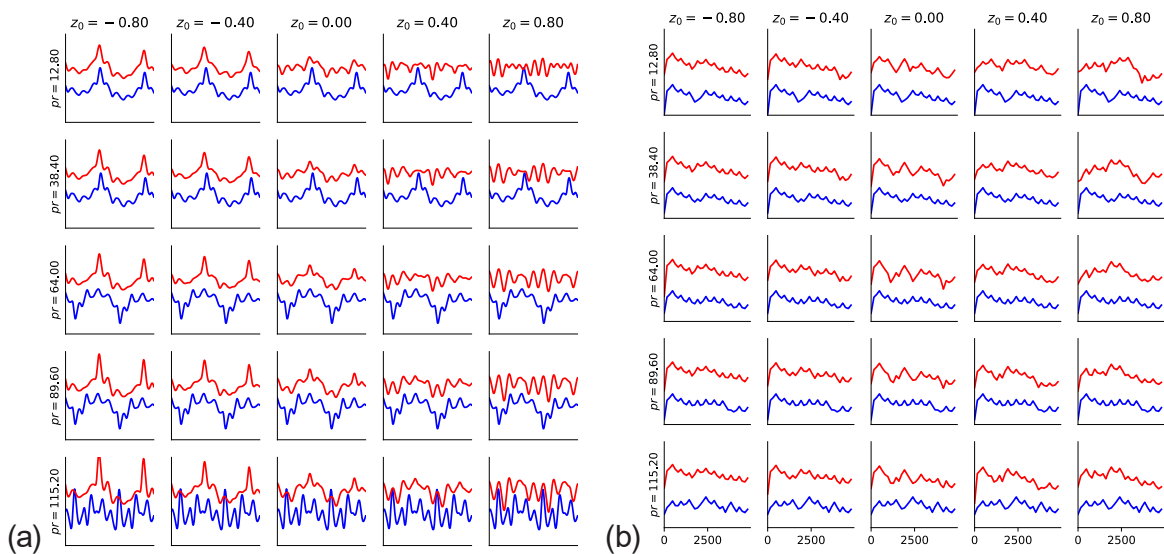 z₀ = −0.80 z₀ = −0.40 z₀ = 0.00 z₀ = 0.40 z₀ = 0.80
pr = 12.80
pr = 38.40
pr = 64.00
pr = 89.60
pr = 115.20
(a)
z₀ = −0.80 z₀ = −0.40 z₀ = 0.00 z₀ = 0.40 z₀ = 0.80
pr = 12.80
pr = 38.40
pr = 64.00
pr = 89.60
pr = 115.20
0 2500 0 2500 0 2500 0 2500 0 2500
(b)